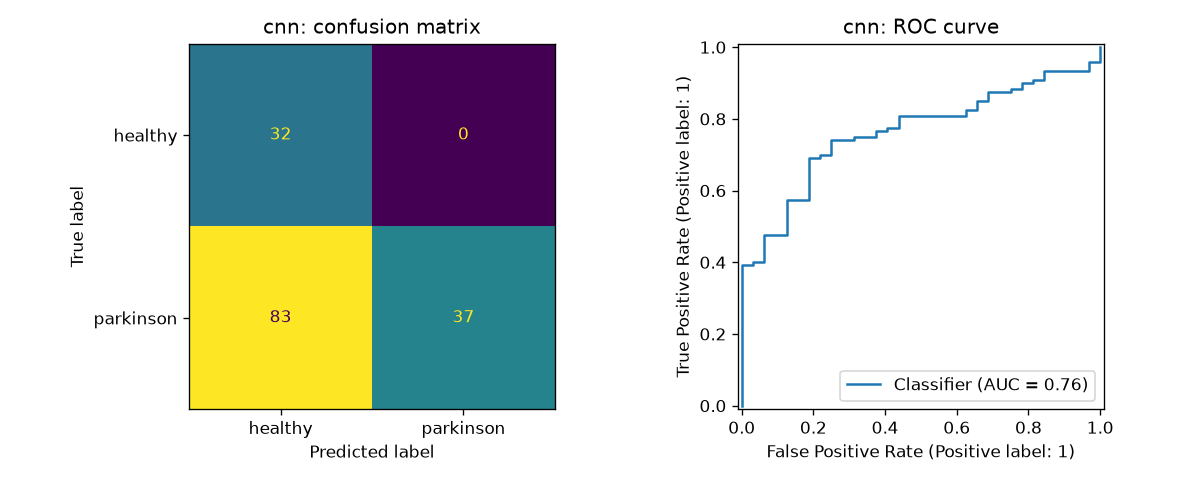 cnn: confusion matrix
True label
healthy
parkinson
32
0
83
37
healthy
parkinson
Predicted label
cnn: ROC curve
True Positive Rate (Positive label: 1)
1.0
0.8
0.6
0.4
0.2
0.0
Classifier (AUC = 0.76)
0.0
0.2
0.4
0.6
0.8
1.0
False Positive Rate (Positive label: 1)